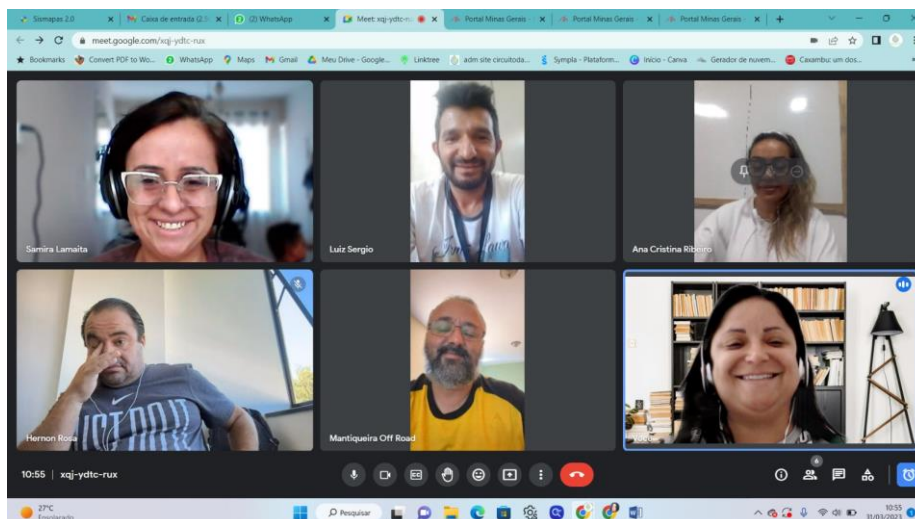 Sismapas 2.0
Caixa de entrada (2.
(2) WhatsApp
Meet: xqj-ydtc-ru
Portal Minas Gerais
Portal Minas Gerais
Portal Minas Gerais
meet.google.com/xqj-ydtc-rux
Bookmarks
Convert PDF to Wo...
WhatsApp
Maps
Gmail
Meu Drive - Google...
Linktree
adm site circuitoda...
Sympla - Plataform...
Início - Canva
Gerador de nuvem...
Caxambu: um dos...
Samira Lamaita
Luiz Sergio
Ana Cristina Ribeiro
Hernon Rosa
Mantiqueira Off Road
Você
10:55 | xqj-ydtc-rux
6
27°C
Ensolarado
Pesquisar
10:55
31/03/2023